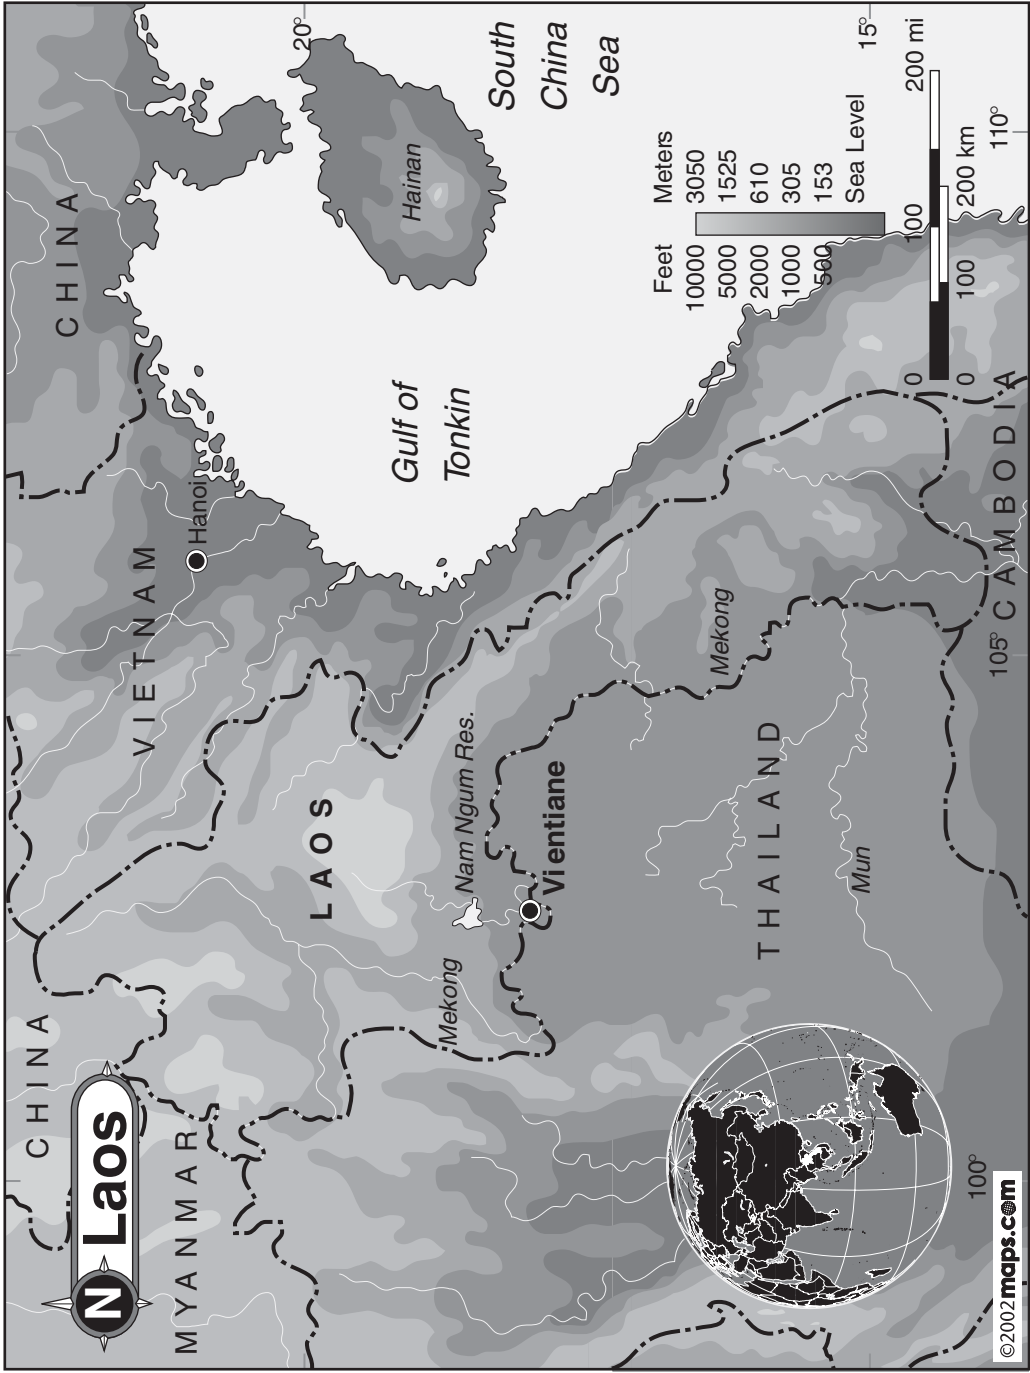 N Laos
CHINA
CHINA
MYANMAR
VIETNAM
Hanoi
20°
South
China
Sea
Hainan
Gulf of
Tonkin
LAOS
Mekong
Nam Ngum Res.
Vientiane
Mekong
THAILAND
Mun
CAMBODIA
15°
110°
105°
100°
Feet Meters
10000 3050
5000 1525
2000 610
1000 305
500 153
Sea Level
0 100 200 mi
0 100 200 km
©2002maps.com